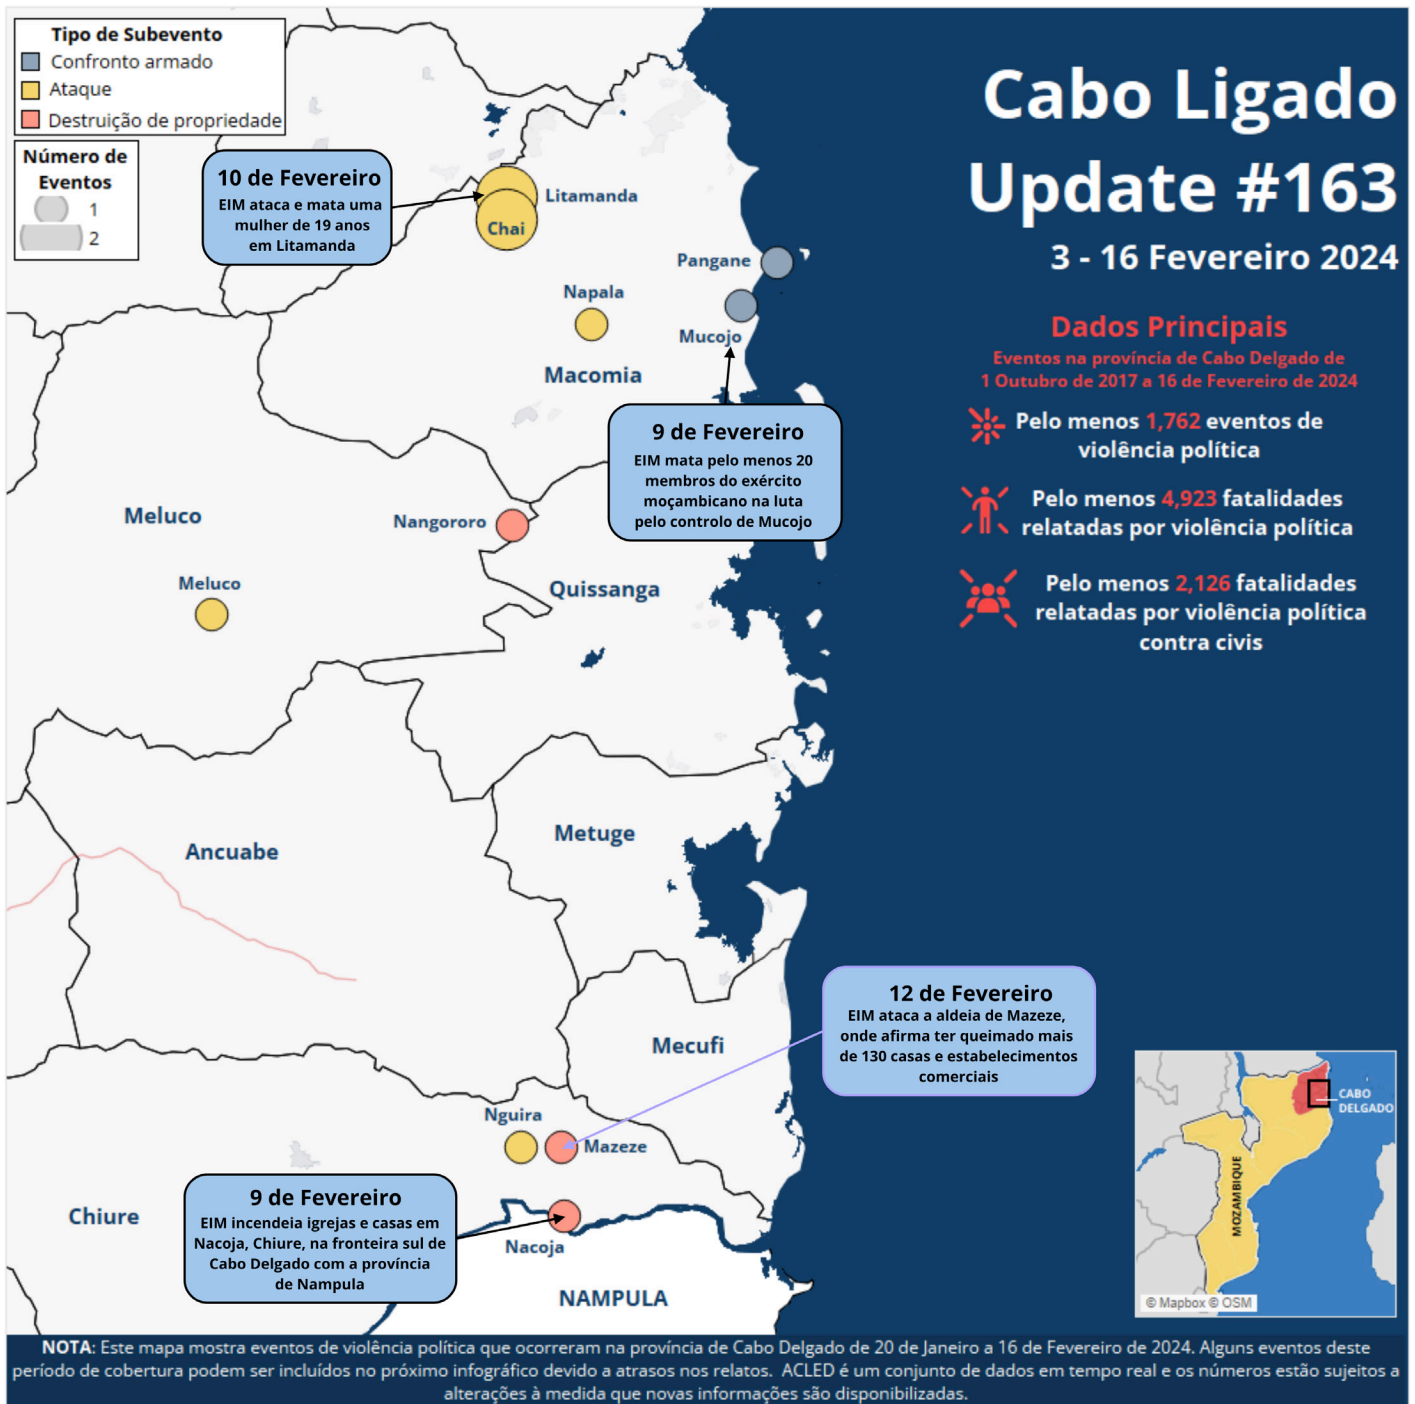 Tipo de Subevento
Confronto armado
Ataque
Destruição de propriedade
Número de
Eventos
1
2
10 de Fevereiro
EIM ataca e mata uma
mulher de 19 anos
em Litamanda
Litamanda
Chai
Pangane
Napala
Mucojo
Macomia
9 de Fevereiro
EIM mata pelo menos 20
membros do exército
moçambicano na luta
pelo controlo de Mucojo
Meluco
Nangororo
Meluco
Quissanga
Metuge
Ancuabe
Mecufi
12 de Fevereiro
EIM ataca a aldeia de Mazeze,
onde afirma ter queimado mais
de 130 casas e estabelecimentos
comerciais
Nguira
Mazeze
Chiure
9 de Fevereiro
EIM incendeia igrejas e casas em
Nacoja, Chiure, na fronteira sul de
Cabo Delgado com a província
de Nampula
Nacoja
NAMPULA
Cabo Ligado
Update #163
3 - 16 Fevereiro 2024
Dados Principais
Eventos na província de Cabo Delgado de
1 Outubro de 2017 a 16 de Fevereiro de 2024
Pelo menos 1,762 eventos de
violência política
Pelo menos 4,923 fatalidades
relatadas por violência política
Pelo menos 2,126 fatalidades
relatadas por violência política
contra civis
CABO
DELGADO
MOZAMBIQUE
© Mapbox © OSM
NOTA: Este mapa mostra eventos de violência política que ocorreram na província de Cabo Delgado de 20 de Janeiro a 16 de Fevereiro de 2024. Alguns eventos deste
período de cobertura podem ser incluídos no próximo infográfico devido a atrasos nos relatos. ACLED é um conjunto de dados em tempo real e os números estão sujeitos a
alterações à medida que novas informações são disponibilizadas.